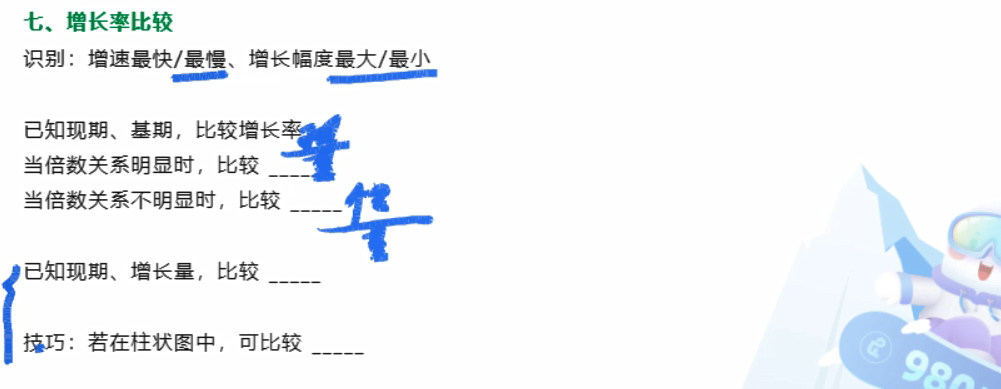 七、增长率比较
识别：增速最快/最慢、增长幅度最大/最小
已知现期、基期，比较增长率
当倍数关系明显时，比较 _____
当倍数关系不明显时，比较 _____
已知现期、增长量，比较 _____
技巧：若在柱状图中，可比较 _____
980